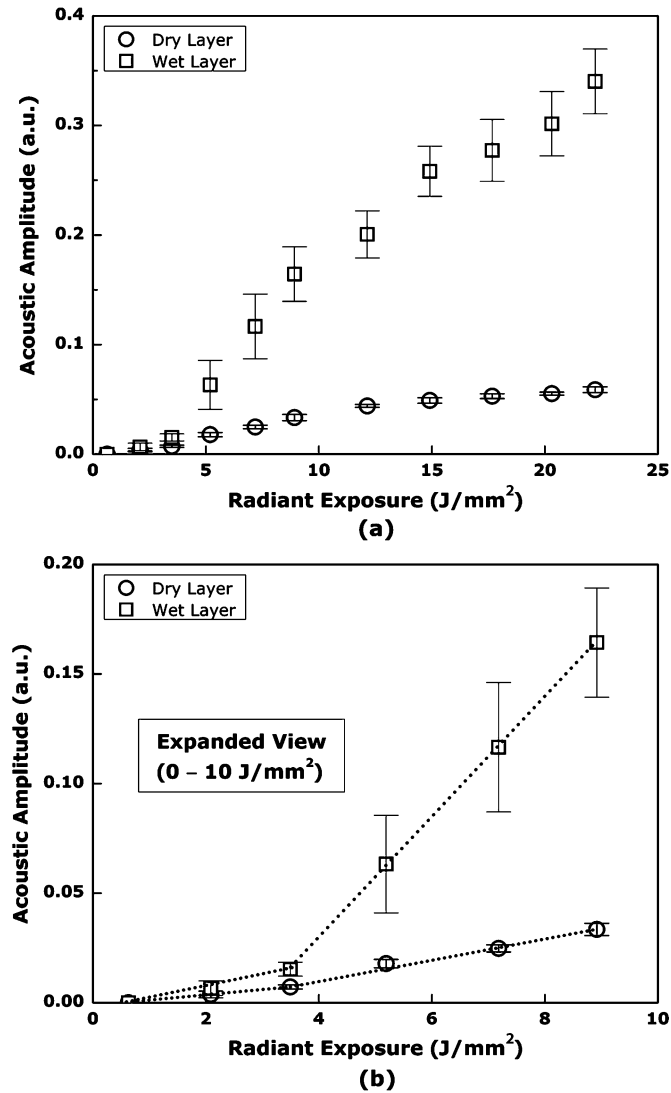 0.4
Dry Layer
Wet Layer
0.3
0.2
0.1
0.0
Acoustic Amplitude (a.u.)
0 5 10 15 20 25
Radiant Exposure (J/mm²)
(a)
0.20
Dry Layer
Wet Layer
0.15
Expanded View
(0 – 10 J/mm²)
0.10
0.05
0.00
Acoustic Amplitude (a.u.)
0 2 4 6 8 10
Radiant Exposure (J/mm²)
(b)